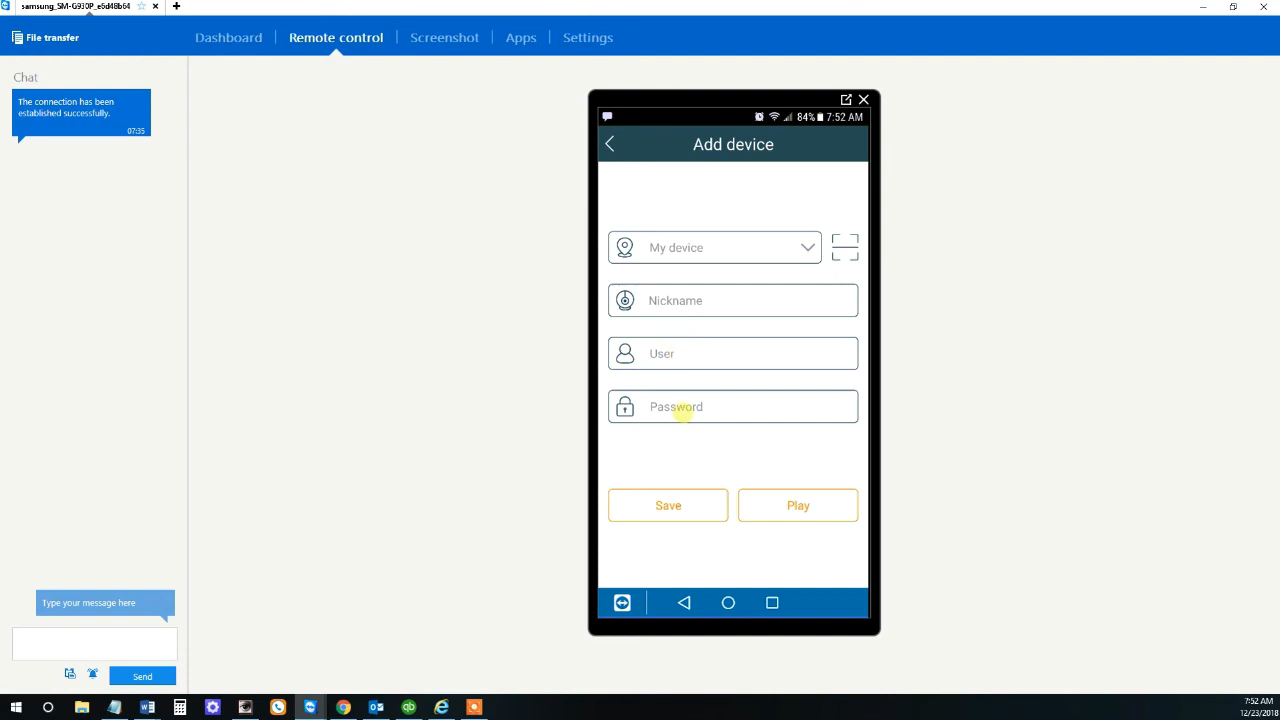 samsung_SM-G930P_e6d48b64
File transfer
Dashboard
Remote control
Screenshot
Apps
Settings
Chat
The connection has been
established successfully.
07:35
84% 7:52 AM
Add device
My device
Nickname
User
Password
Save
Play
Type your message here
Send
7:52 AM
12/23/2018